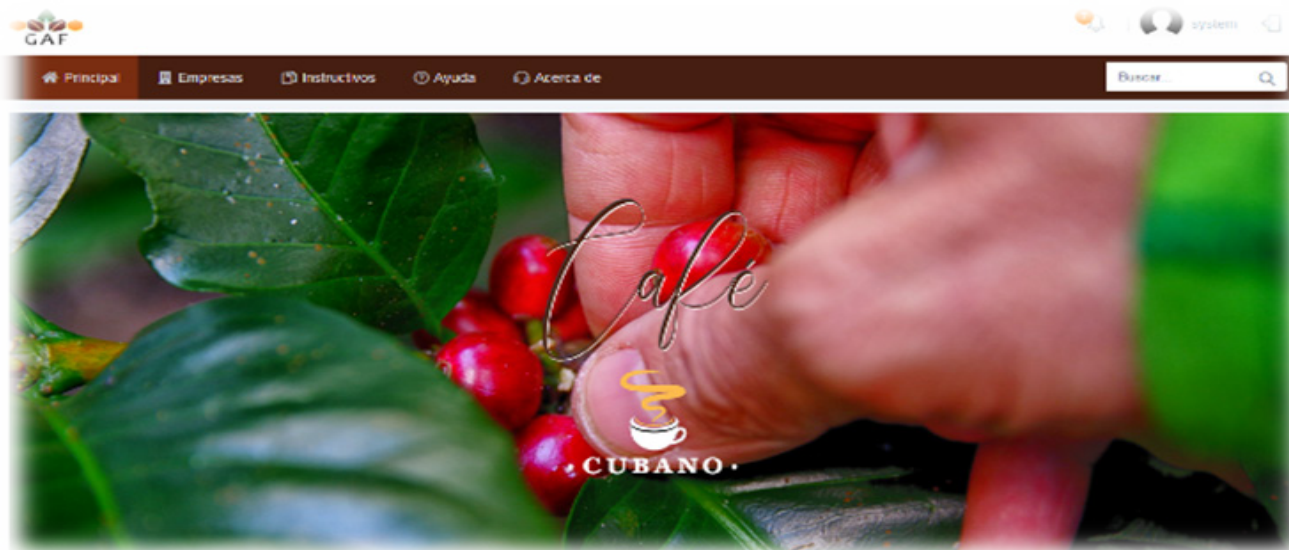 GAF
system
Principal Empresas Instructivos Ayuda Acerca de
Buscar...
Café
· CUBANO ·